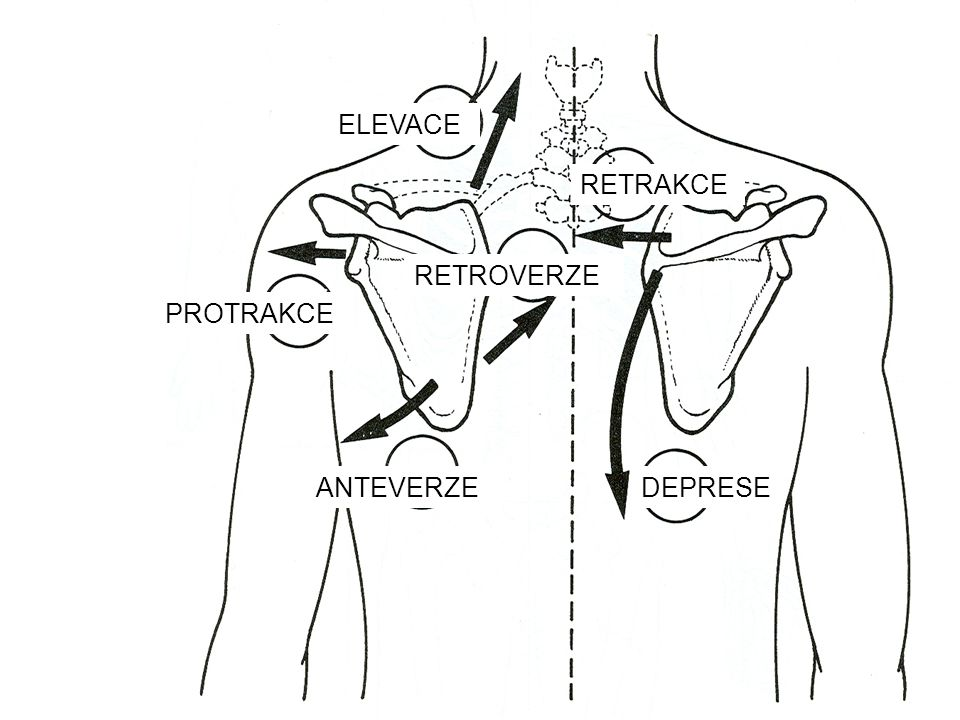 ELEVACE
RETRAKCE
RETROVERZE
PROTRAKCE
ANTEVERZE
DEPRESE